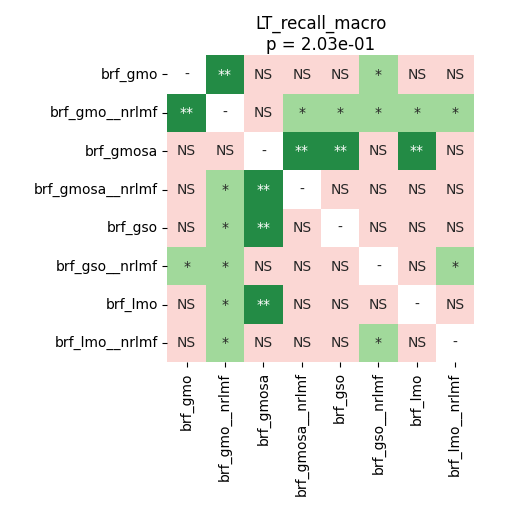 LT_recall_macro
p = 2.03e-01
brf_gmo - ** NS NS NS * NS NS
brf_gmo__nrlmf ** - NS * * * * *
brf_gmosa NS NS - ** ** NS ** NS
brf_gmosa__nrlmf NS * ** - NS NS NS NS
brf_gso NS * ** NS - NS NS NS
brf_gso__nrlmf * * NS NS NS - NS *
brf_lmo NS * ** NS NS NS - NS
brf_lmo__nrlmf NS * NS NS NS * NS -
brf_gmo
brf_gmo__nrlmf
brf_gmosa
brf_gmosa__nrlmf
brf_gso
brf_gso__nrlmf
brf_lmo
brf_lmo__nrlmf